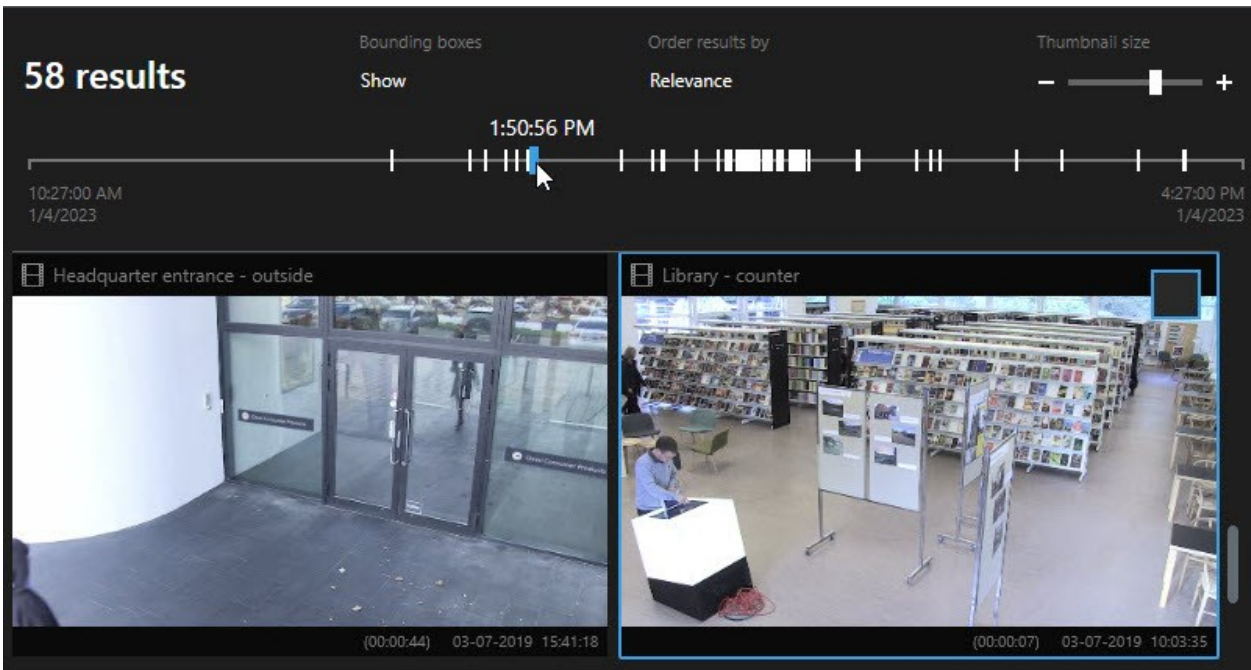 58 results
Bounding boxes
Show
Order results by
Relevance
Thumbnail size
− +
1:50:56 PM
10:27:00 AM
1/4/2023
4:27:00 PM
1/4/2023
Headquarter entrance - outside
(00:00:44) 03-07-2019 15:41:18
Library - counter
(00:00:07) 03-07-2019 10:03:35